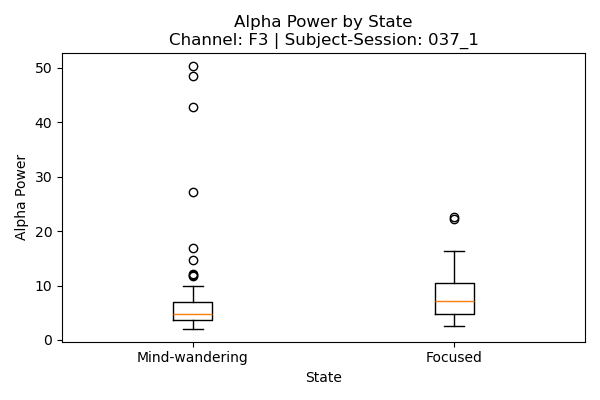 Alpha Power by State
Channel: F3 | Subject-Session: 037_1
50
40
30
20
10
0
Alpha Power
Mind-wandering
Focused
State